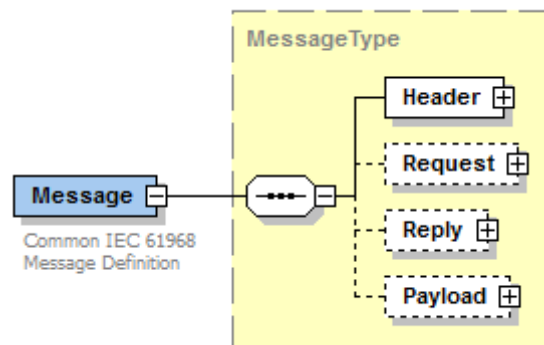 MessageType
Header
Request
Message
Common IEC 61968
Message Definition
Reply
Payload